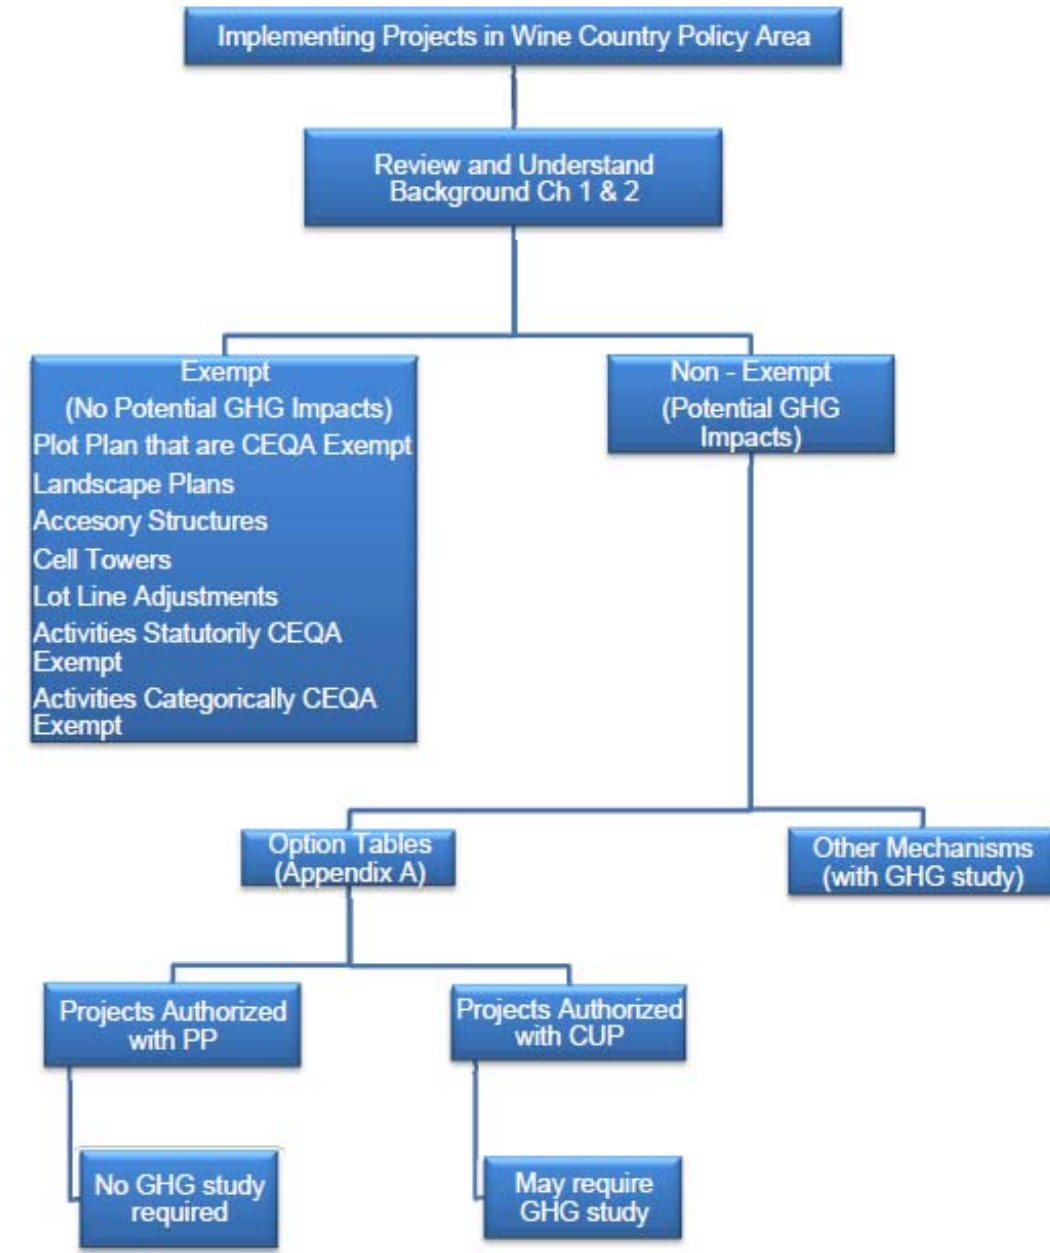 Implementing Projects in Wine Country Policy Area
Review and Understand
Background Ch 1 & 2
Exempt
(No Potential GHG Impacts)
Plot Plan that are CEQA Exempt
Landscape Plans
Accesory Structures
Cell Towers
Lot Line Adjustments
Activities Statutorily CEQA
Exempt
Activities Categorically CEQA
Exempt
Non - Exempt
(Potential GHG
Impacts)
Option Tables
(Appendix A)
Other Mechanisms
(with GHG study)
Projects Authorized
with PP
Projects Authorized
with CUP
No GHG study
required
May require
GHG study